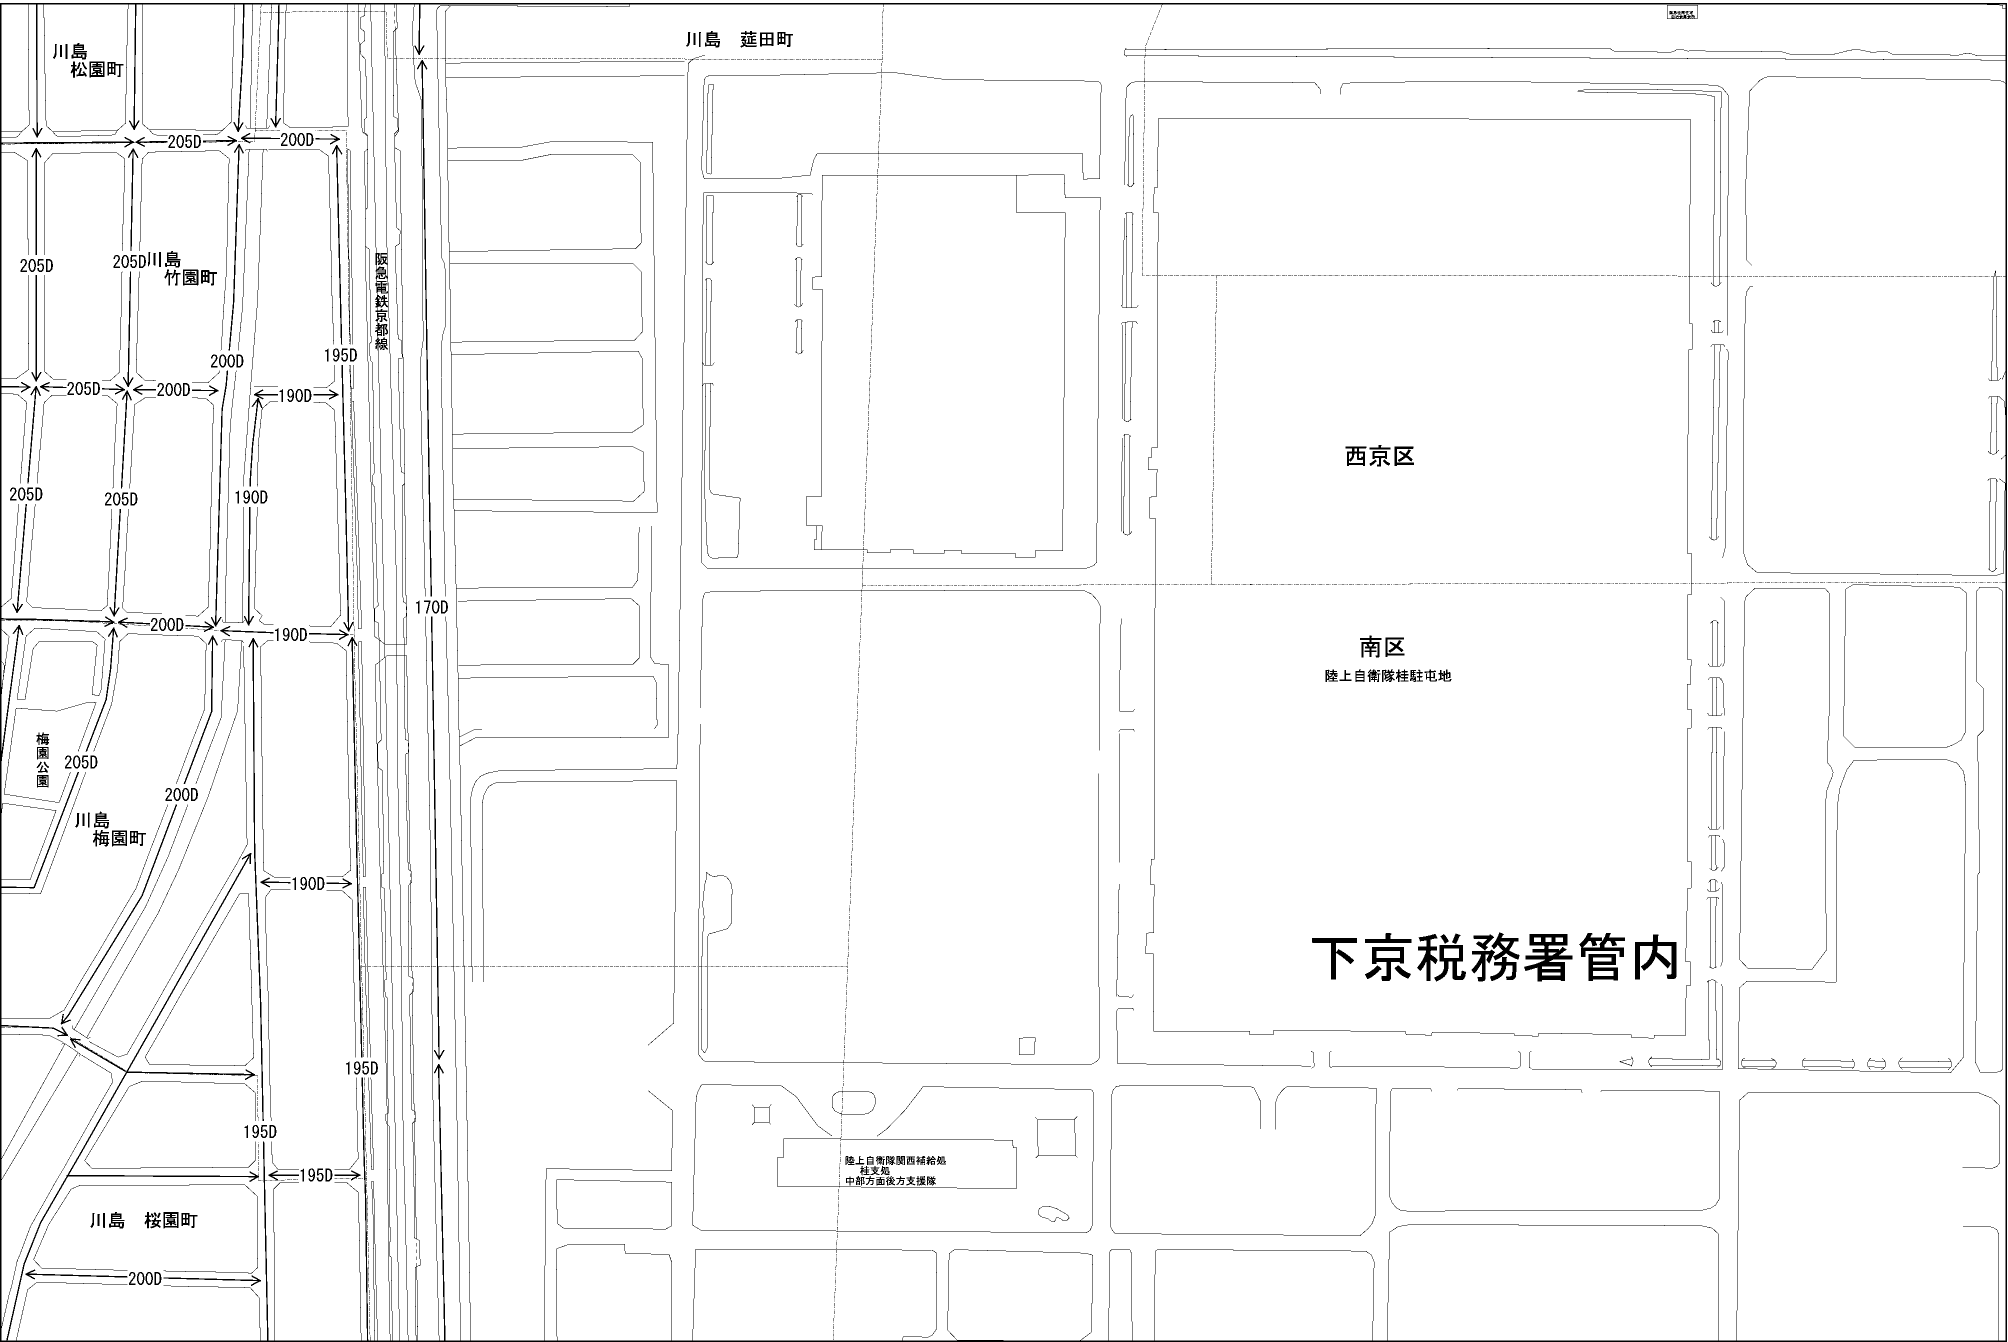 川島
松園町
川島　莚田町
205D
200D
205D
205D
川島
竹園町
阪急電鉄京都線
200D
195D
205D
200D
190D
205D
205D
190D
西京区
170D
200D
190D
南区
陸上自衛隊桂駐屯地
梅園公園
205D
200D
川島
梅園町
190D
下京税務署管内
195D
195D
195D
陸上自衛隊関西補給処
桂支処
中部方面後方支援隊
川島　桜園町
200D